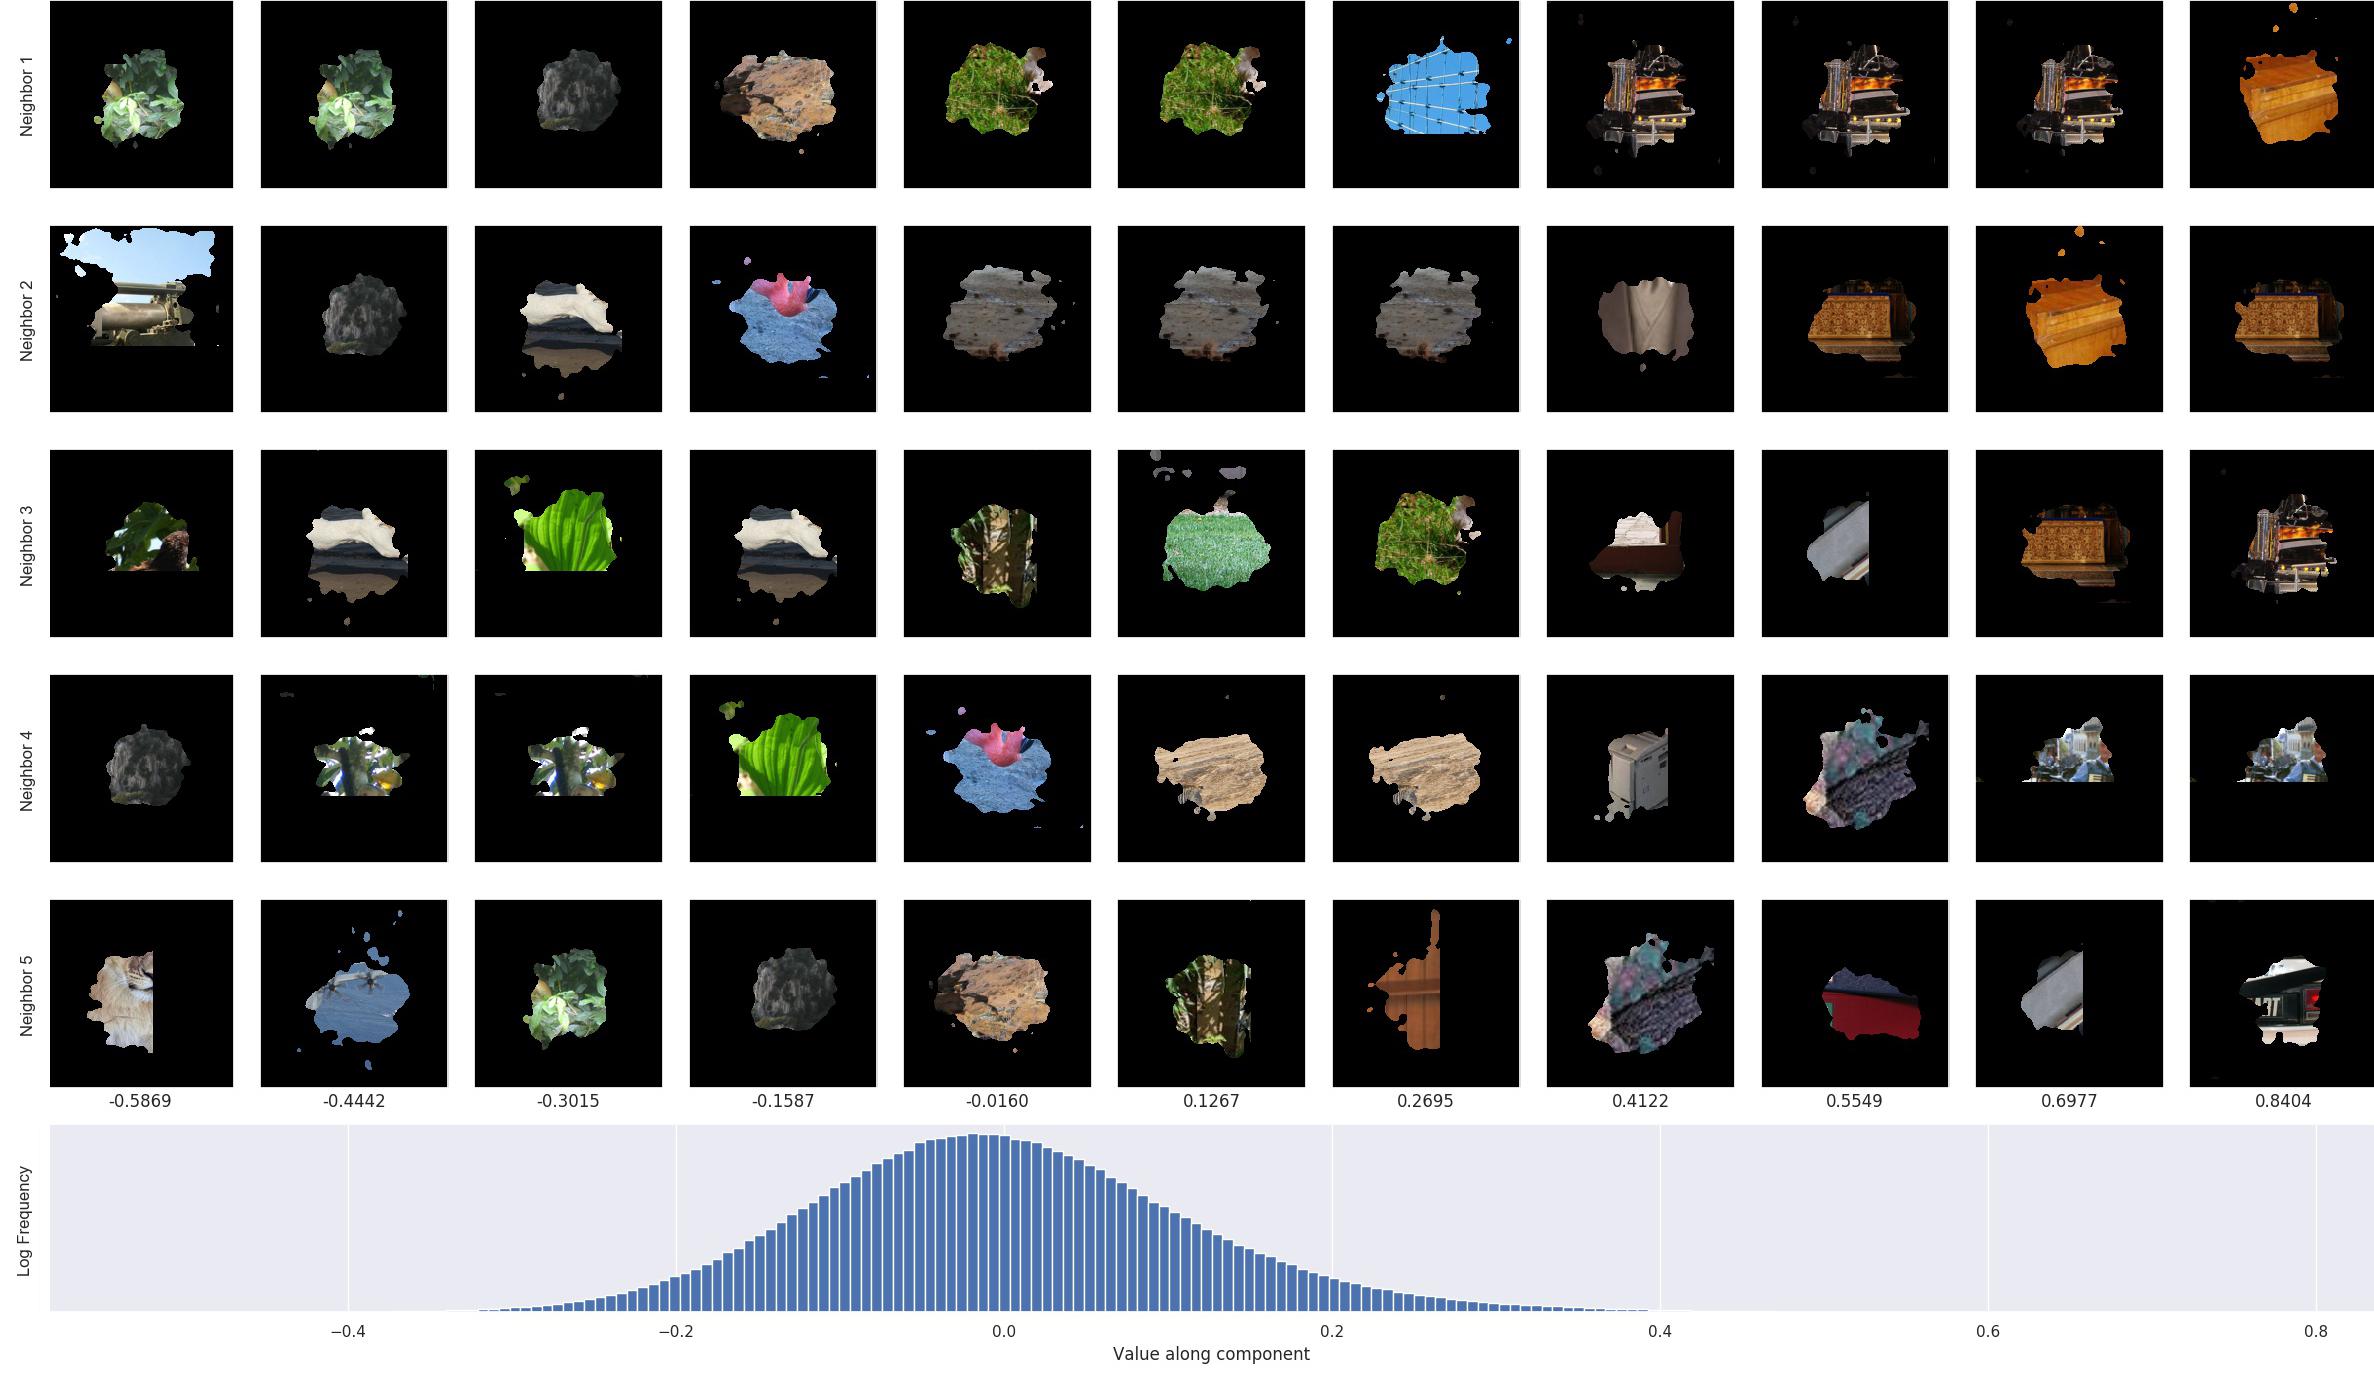 Neighbor 1
Neighbor 2
Neighbor 3
Neighbor 4
Neighbor 5
-0.5869 -0.4442 -0.3015 -0.1587 -0.0160 0.1267 0.2695 0.4122 0.5549 0.6977 0.8404
Log Frequency
−0.4 −0.2 0.0 0.2 0.4 0.6 0.8
Value along component